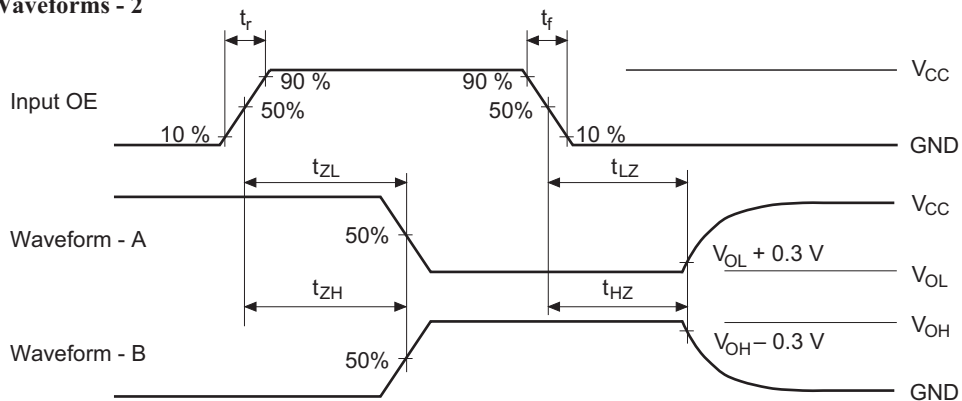 Waveforms - 2
tr
tf
Input OE
90 %
50%
10 %
90 %
50%
10 %
VCC
GND
tZL
tLZ
Waveform - A
50%
VCC
VOL + 0.3 V
VOL
tZH
tHZ
Waveform - B
50%
VOH
VOH – 0.3 V
GND